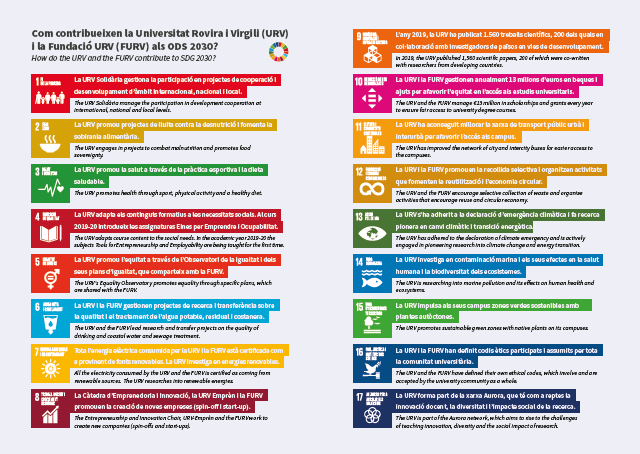 Com contribueixen la Universitat Rovira i Virgili (URV)
i la Fundació URV (FURV) als ODS 2030?
How do the URV and the FURV contribute to SDG 2030?
1
La URV Solidària gestiona la participació en projectes de cooperació i
desenvolupament d'àmbit internacional, nacional i local.
The URV Solidària manage the participation in development cooperation at
international, national and local levels.
2
La URV promou projectes de lluita contra la desnutrició i fomenta la
sobirania alimentària.
The URV engages in projects to combat malnutrition and promotes food
sovereignty.
3
La URV promou la salut a través de la pràctica esportiva i la dieta
saludable.
The URV promotes health through sport, physical activity and a healthy diet.
4
La URV adapta els continguts formatius a les necessitats socials. Al curs
2019-20 introdueix les assignatures Eines per Emprendre i Ocupabilitat.
The URV adapts course content to the social needs. In the academic year 2019-20 the
subjects Tools for Entrepreneurship and Employability are being taught for the first time.
5
La URV promou l'equitat a través de l'Observatori de la Igualtat i dels
seus plans d'igualtat, que comparteix amb la FURV.
The URV's Equality Observatory promotes equality through specific plans, which
are shared with the FURV.
6
La URV i la FURV gestionen projectes de recerca i transferència sobre
la qualitat i el tractament de l'aigua potable, residual i costanera.
The URV and the FURV lead research and transfer projects on the quality of
drinking and coastal water and sewage treatment.
7
Tota l'energia elèctrica consumida per la URV i la FURV està certificada com
a provinent de fonts renovables. La URV investiga en energies renovables.
All the electricity consumed by the URV and the FURV is certified as coming from
renewable sources. The URV researches into renewable energies.
8
La Càtedra d'Emprenedoria i Innovació, la URV Emprèn i la FURV
promouen la creació de noves empreses (spin-off i start-up).
The Entrepreneurship and Innovation Chair, URV-Emprèn and the FURV work to
create new companies (spin-offs and start-ups).
9
L'any 2019, la URV ha publicat 1.560 treballs científics, 200 dels quals en
col·laboració amb investigadors de països en vies de desenvolupament.
In 2019, the URV published 1,560 scientific papers, 200 of which were co-written
with researchers from developing countries.
10
La URV i la FURV gestionen anualment 13 milions d'euros en beques i
ajuts per afavorir l'equitat en l'accés als estudis universitaris.
The URV and the FURV manage €13 million in scholarships and grants every year
to ensure fair access to university degree courses.
11
La URV ha aconseguit millorar la xarxa de transport públic urbà i
interurbà per afavorir l'accés als campus.
The URV has improved the network of city and intercity buses for easier access to
the campuses.
12
La URV i la FURV promouen la recollida selectiva i organitzen activitats
que fomenten la reutilització i l'economia circular.
The URV and the FURV encourage selective collection of waste and organise
activities that encourage reuse and circular economy.
13
La URV s'ha adherit a la declaració d'emergència climàtica i fa recerca
pionera en canvi climàtic i transició energètica.
The URV has adhered to the declaration of climate emergency and is actively
engaged in pioneering research into climate change and energy transition.
14
La URV investiga en contaminació marina i els seus efectes en la salut
humana i la biodiversitat dels ecosistemes.
The URV is researching into marine pollution and its effects on human health and
ecosystems.
15
La URV impulsa als seus campus zones verdes sostenibles amb
plantes autòctones.
The URV promotes sustainable green zones with native plants on its campuses.
16
La URV i la FURV han definit codis ètics participats i assumits per tota
la comunitat universitària.
The URV and the FURV have defined their own ethical codes, which involve and are
accepted by the university community as a whole.
17
La URV forma part de la xarxa Aurora, que té com a reptes la
innovació docent, la diversitat i l'impacte social de la recerca.
The URV is part of the Aurora network, which aims to rise to the challenges
of teaching innovation, diversity and the social impact of research.